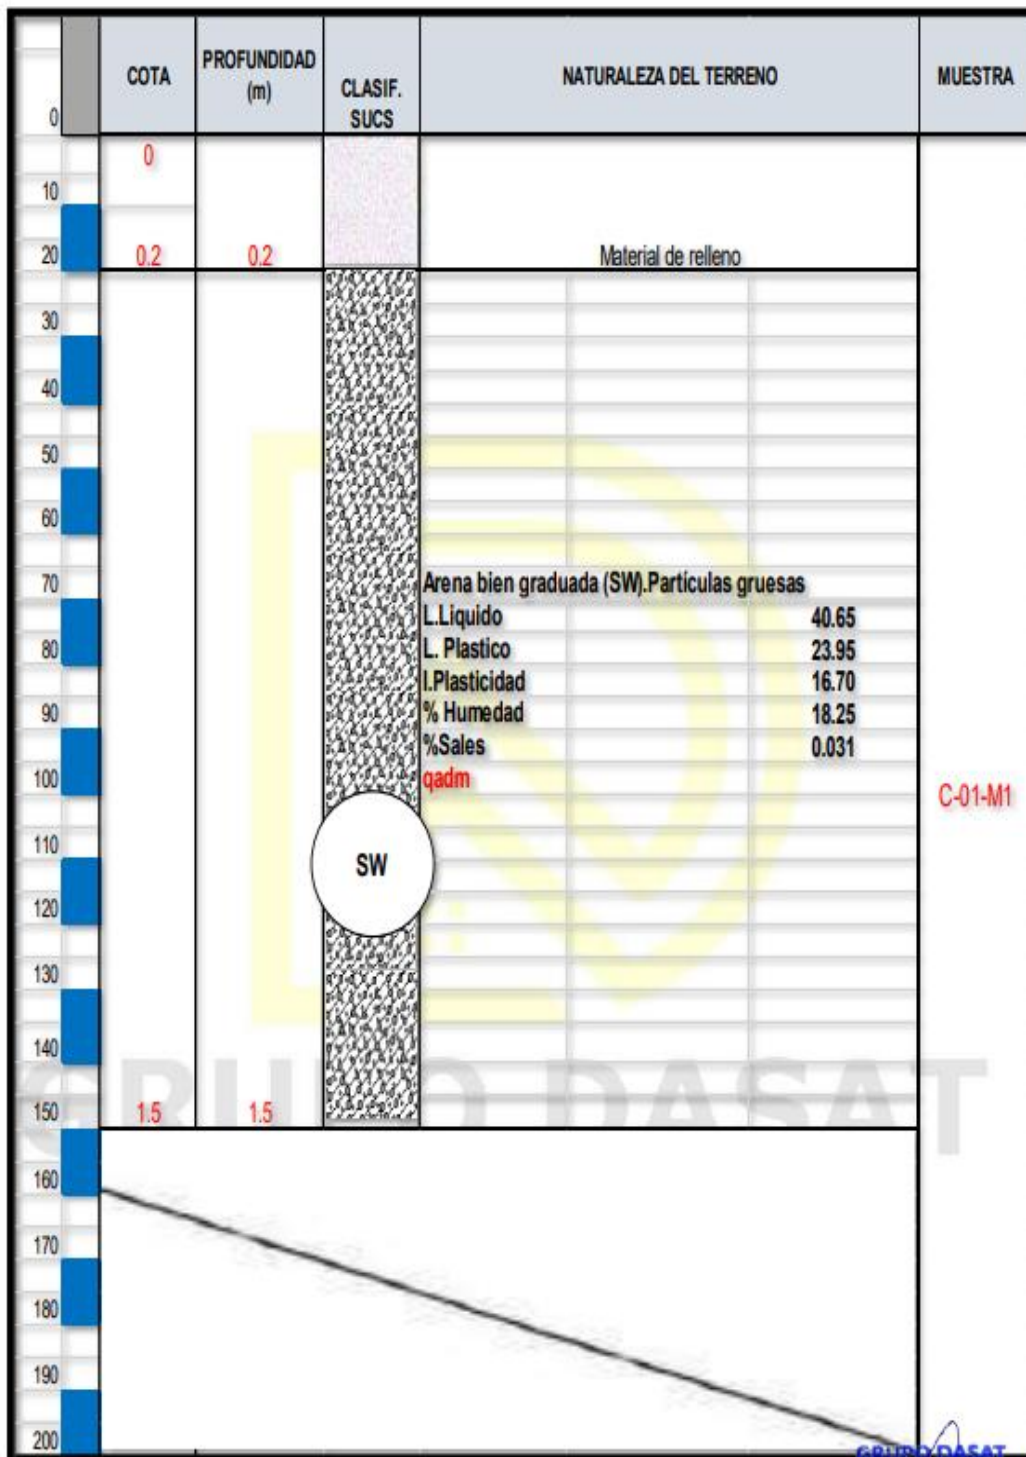 COTA
PROFUNDIDAD
(m)
CLASIF.
SUCS
NATURALEZA DEL TERRENO
MUESTRA
0
0
10
20
0.2
0.2
Material de relleno
30
40
50
60
70
Arena bien graduada (SW).Partículas gruesas
L.Liquido 40.65
80
L. Plastico 23.95
I.Plasticidad 16.70
90
% Humedad 18.25
%Sales 0.031
100
qadm
C-01-M1
110
SW
120
130
140
GRUPO DASAT
150
1.5
1.5
160
170
180
190
200
GRUPO DASAT